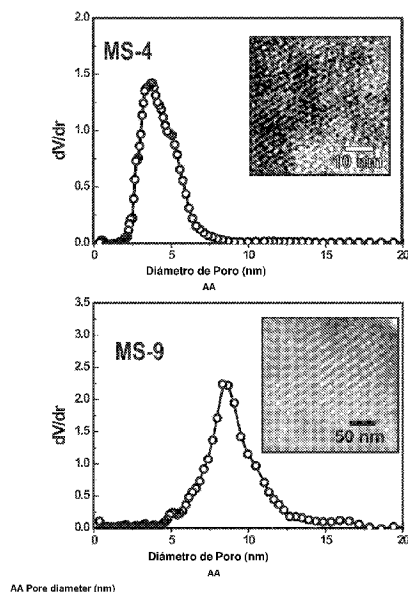 2.0
MS-4
1.5
1.0
0.5
0.0
dV/dr
10 nm
0 5 10 15 20
Diámetro de Poro (nm)
AA
3.5
3.0
MS-9
2.5
2.0
1.5
1.0
0.5
0.0
dV/dr
50 nm
0 5 10 15 20
Diámetro de Poro (nm)
AA
AA Pore diameter (nm)